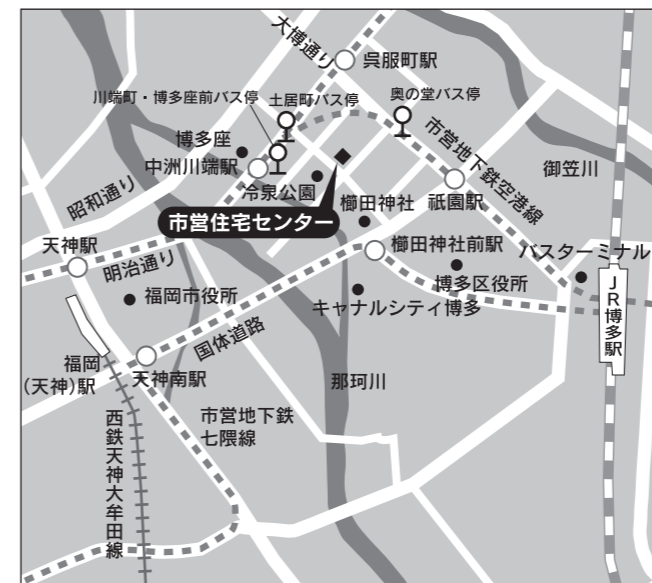 大博通り
呉服町駅
川端町・博多座前バス停
土居町バス停
奥の堂バス停
博多座
中洲川端駅
市営地下鉄空港線
御笠川
昭和通り
冷泉公園
櫛田神社
祇園駅
市営住宅センター
天神駅
明治通り
櫛田神社前駅
バスターミナル
福岡市役所
博多区役所
キャナルシティ博多
JR博多駅
国体道路
福岡
(天神)駅
天神南駅
那珂川
市営地下鉄
七隈線
西鉄天神大牟田線